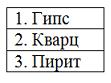 1. Гипс
2. Кварц
3. Пирит